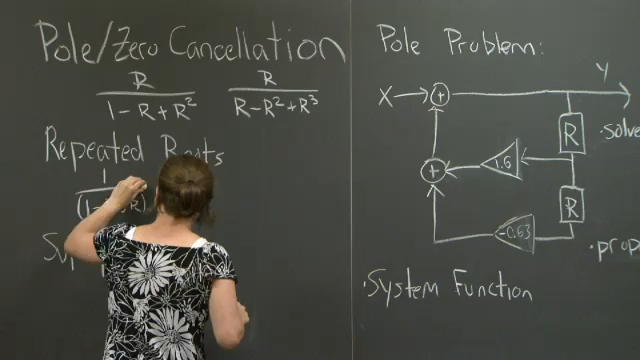 Pole/Zero Cancellation
R
1 - R + R²
R
R - R² + R³
Repeated Roots
1
Pole Problem:
X
+
Y
R
·solve
1.6
+
R
-0.63
·prop
·System Function